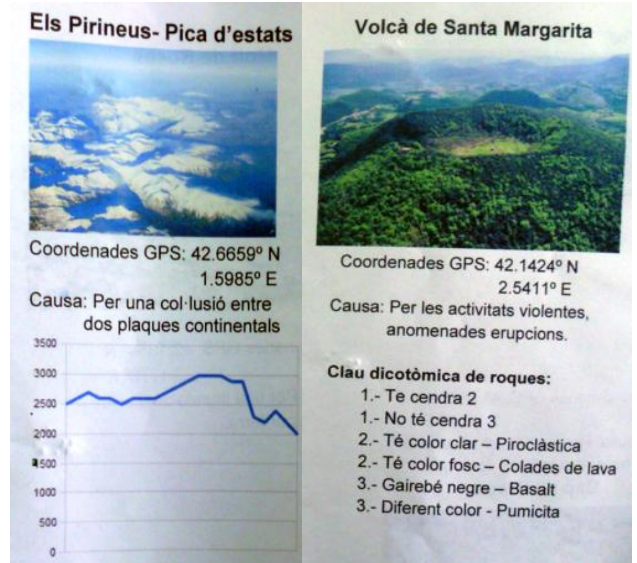 Els Pirineus- Pica d'estats
Coordenades GPS: 42.6659º N
1.5985º E
Causa: Per una col·lusió entre
dos plaques continentals
3500
3000
2500
2000
1500
1000
500
0
Volcà de Santa Margarita
Coordenades GPS: 42.1424º N
2.5411º E
Causa: Per les activitats violentes,
anomenades erupcions.
Clau dicotòmica de roques:
1.- Te cendra 2
1.- No té cendra 3
2.- Té color clar – Piroclàstica
2.- Té color fosc – Colades de lava
3.- Gairebé negre – Basalt
3.- Diferent color - Pumicita